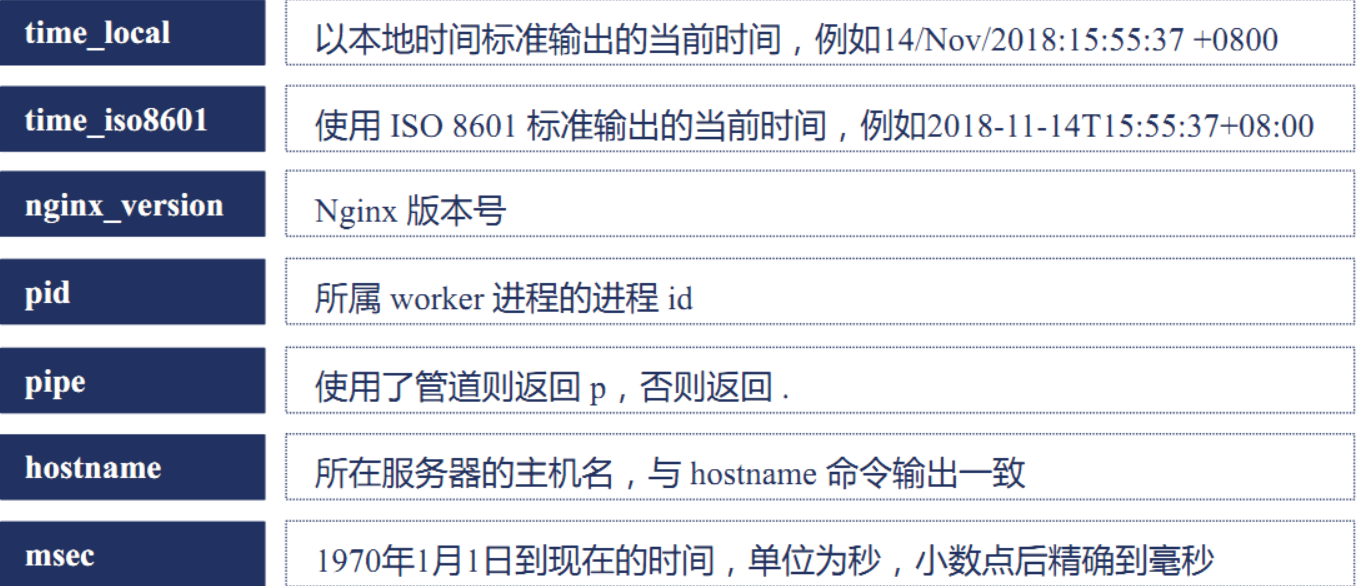 time_local
以本地时间标准输出的当前时间，例如14/Nov/2018:15:55:37 +0800
time_iso8601
使用 ISO 8601 标准输出的当前时间，例如2018-11-14T15:55:37+08:00
nginx_version
Nginx 版本号
pid
所属 worker 进程的进程 id
pipe
使用了管道则返回 p，否则返回 .
hostname
所在服务器的主机名，与 hostname 命令输出一致
msec
1970年1月1日到现在的时间，单位为秒，小数点后精确到毫秒